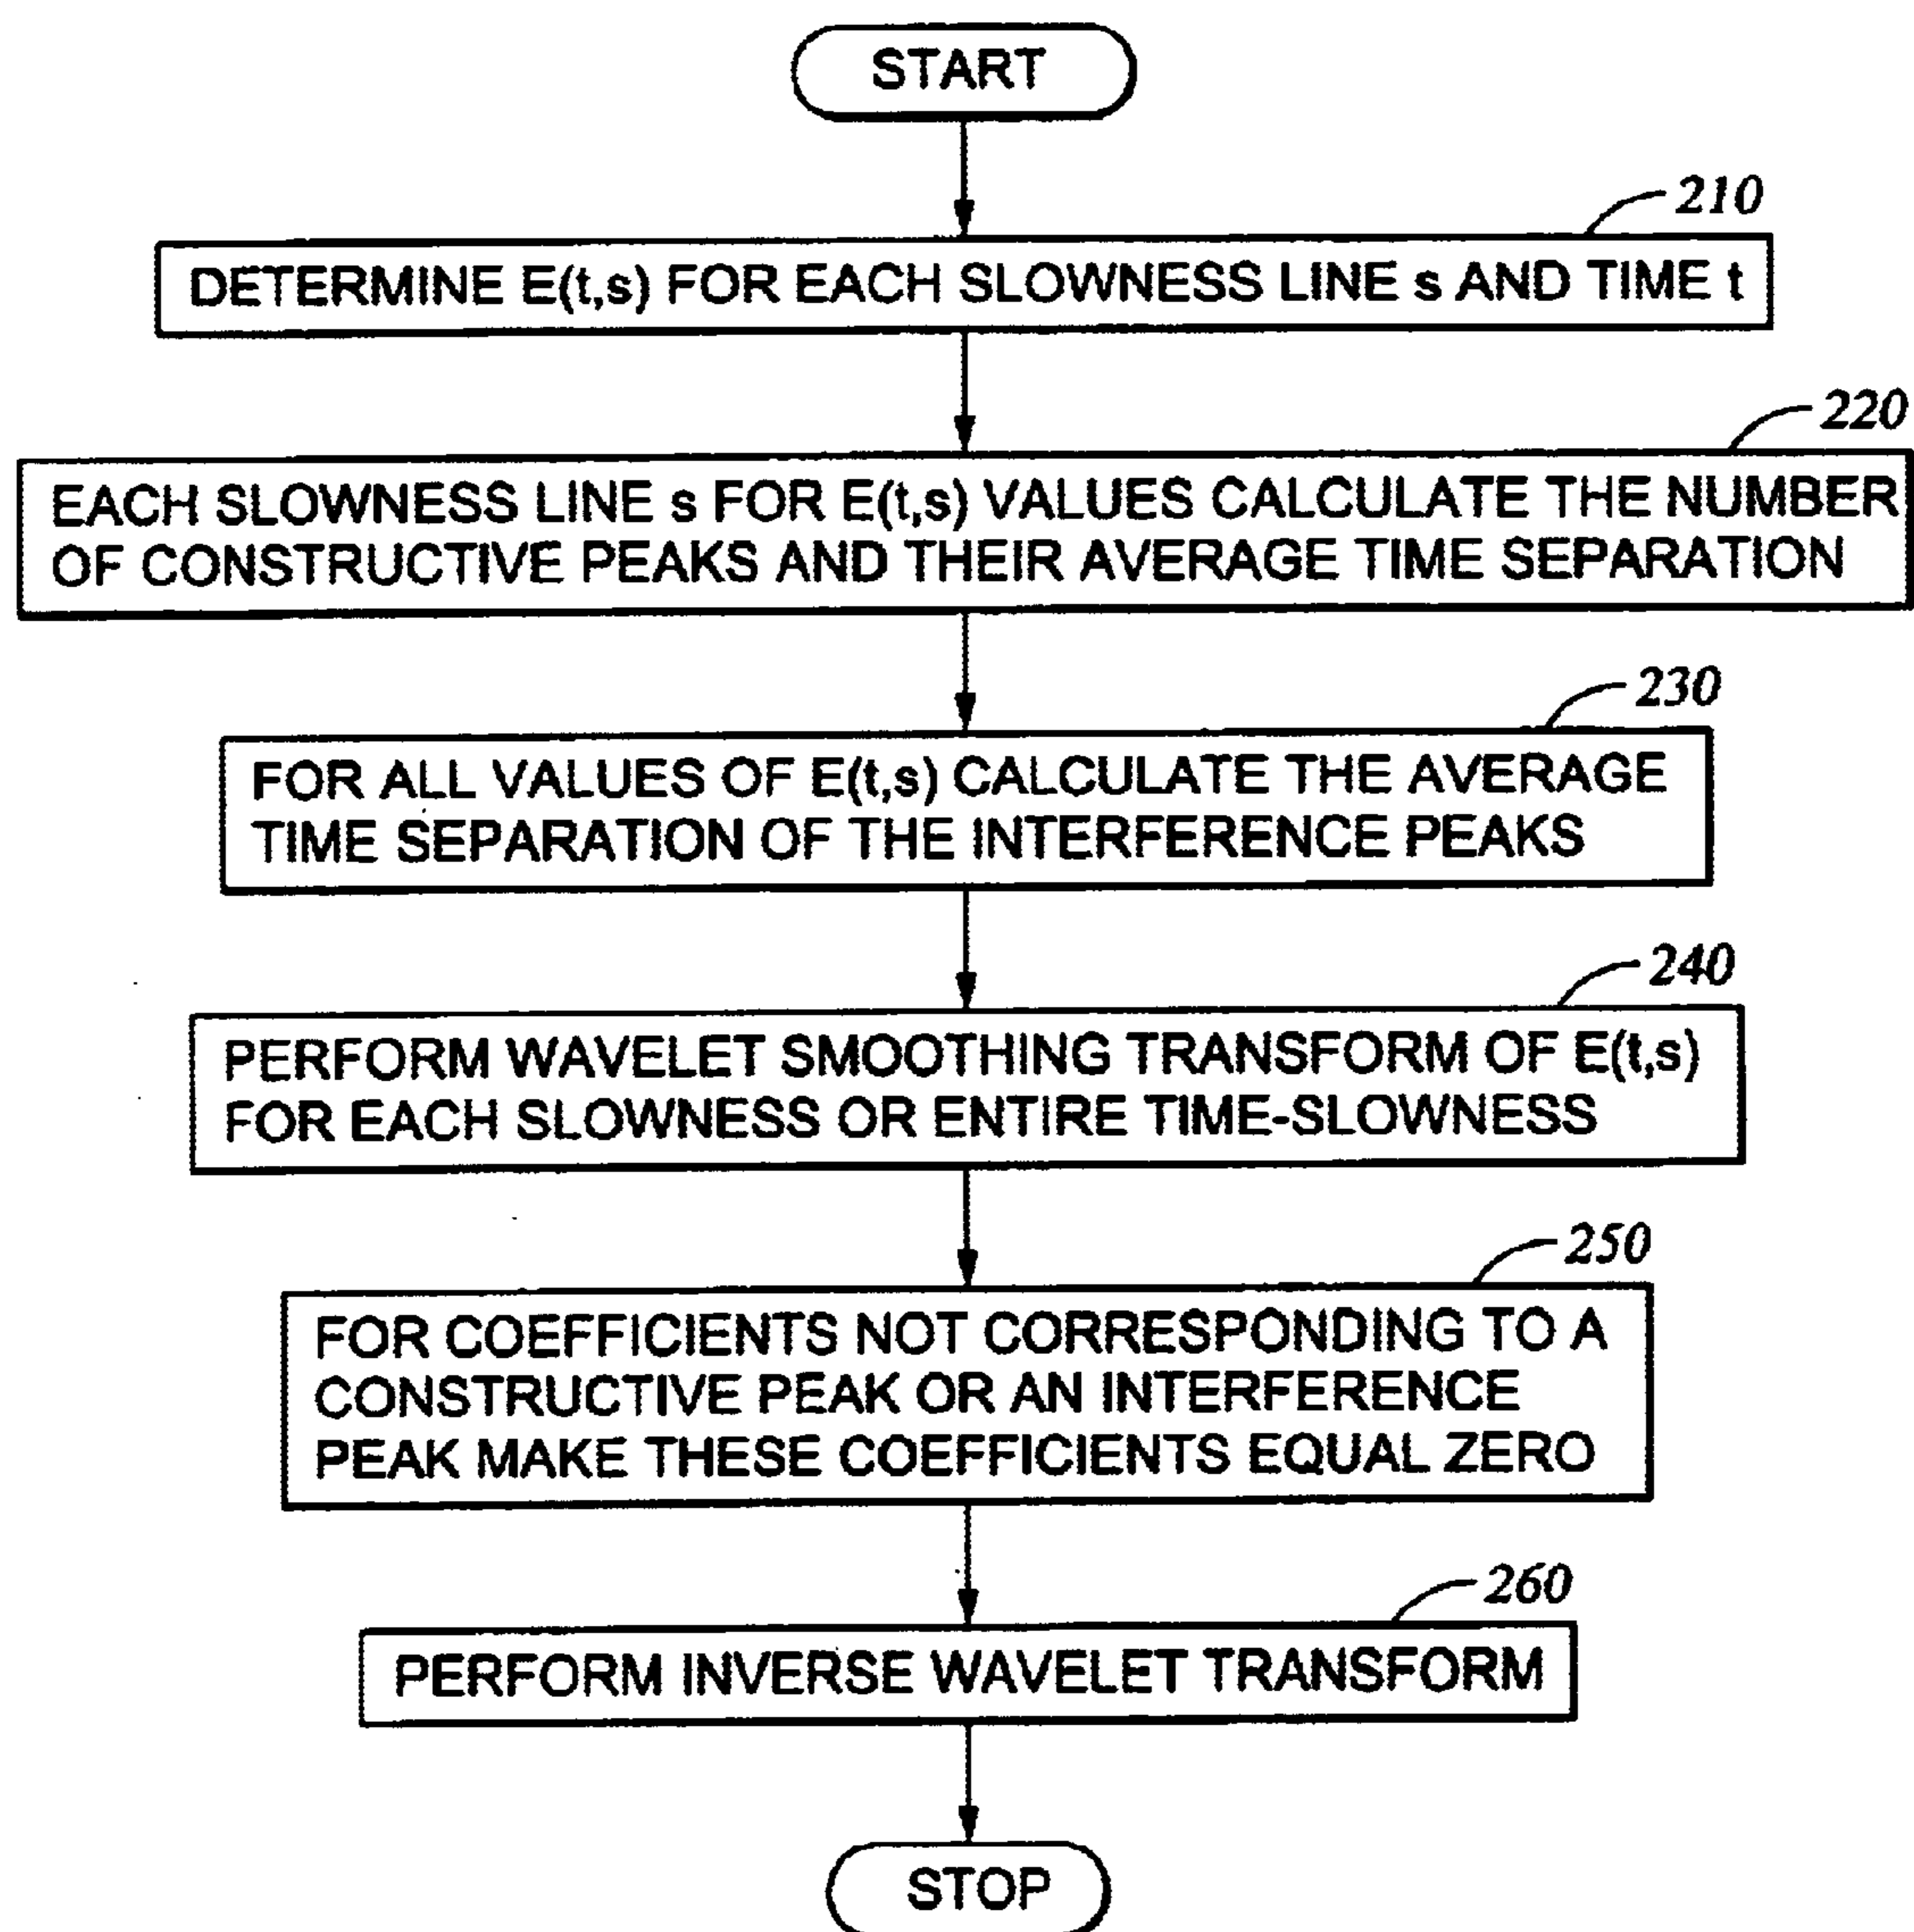 START
210
DETERMINE E(t,s) FOR EACH SLOWNESS LINE s AND TIME t
220
EACH SLOWNESS LINE s FOR E(t,s) VALUES CALCULATE THE NUMBER
OF CONSTRUCTIVE PEAKS AND THEIR AVERAGE TIME SEPARATION
230
FOR ALL VALUES OF E(t,s) CALCULATE THE AVERAGE
TIME SEPARATION OF THE INTERFERENCE PEAKS
240
PERFORM WAVELET SMOOTHING TRANSFORM OF E(t,s)
FOR EACH SLOWNESS OR ENTIRE TIME-SLOWNESS
250
FOR COEFFICIENTS NOT CORRESPONDING TO A
CONSTRUCTIVE PEAK OR AN INTERFERENCE
PEAK MAKE THESE COEFFICIENTS EQUAL ZERO
260
PERFORM INVERSE WAVELET TRANSFORM
STOP